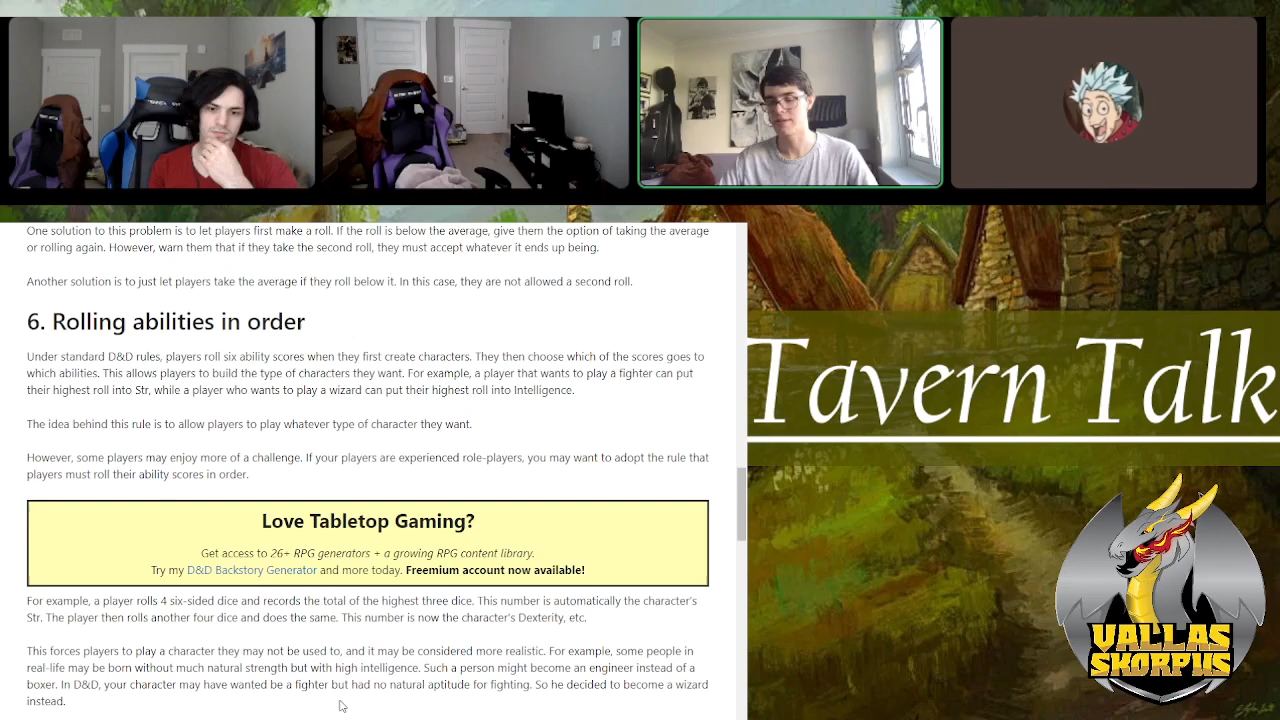 One solution to this problem is to let players first make a roll. If the roll is below the average, give them the option of taking the average
or rolling again. However, warn them that if they take the second roll, they must accept whatever it ends up being.
Another solution is to just let players take the average if they roll below it. In this case, they are not allowed a second roll.
6. Rolling abilities in order
Under standard D&D rules, players roll six ability scores when they first create characters. They then choose which of the scores goes to
which abilities. This allows players to build the type of characters they want. For example, a player that wants to play a fighter can put
their highest roll into Str, while a player who wants to play a wizard can put their highest roll into Intelligence.
The idea behind this rule is to allow players to play whatever type of character they want.
However, some players may enjoy more of a challenge. If your players are experienced role-players, you may want to adopt the rule that
players must roll their ability scores in order.
Love Tabletop Gaming?
Get access to 26+ RPG generators + a growing RPG content library.
Try my D&D Backstory Generator and more today. Freemium account now available!
For example, a player rolls 4 six-sided dice and records the total of the highest three dice. This number is automatically the character's
Str. The player then rolls another four dice and does the same. This number is now the character's Dexterity, etc.
This forces players to play a character they may not be used to, and it may be considered more realistic. For example, some people in
real-life may be born without much natural strength but with high intelligence. Such a person might become an engineer instead of a
boxer. In D&D, your character may have wanted be a fighter but had no natural aptitude for fighting. So he decided to become a wizard
instead.
Tavern Talk
VALLAS
SKORPUS